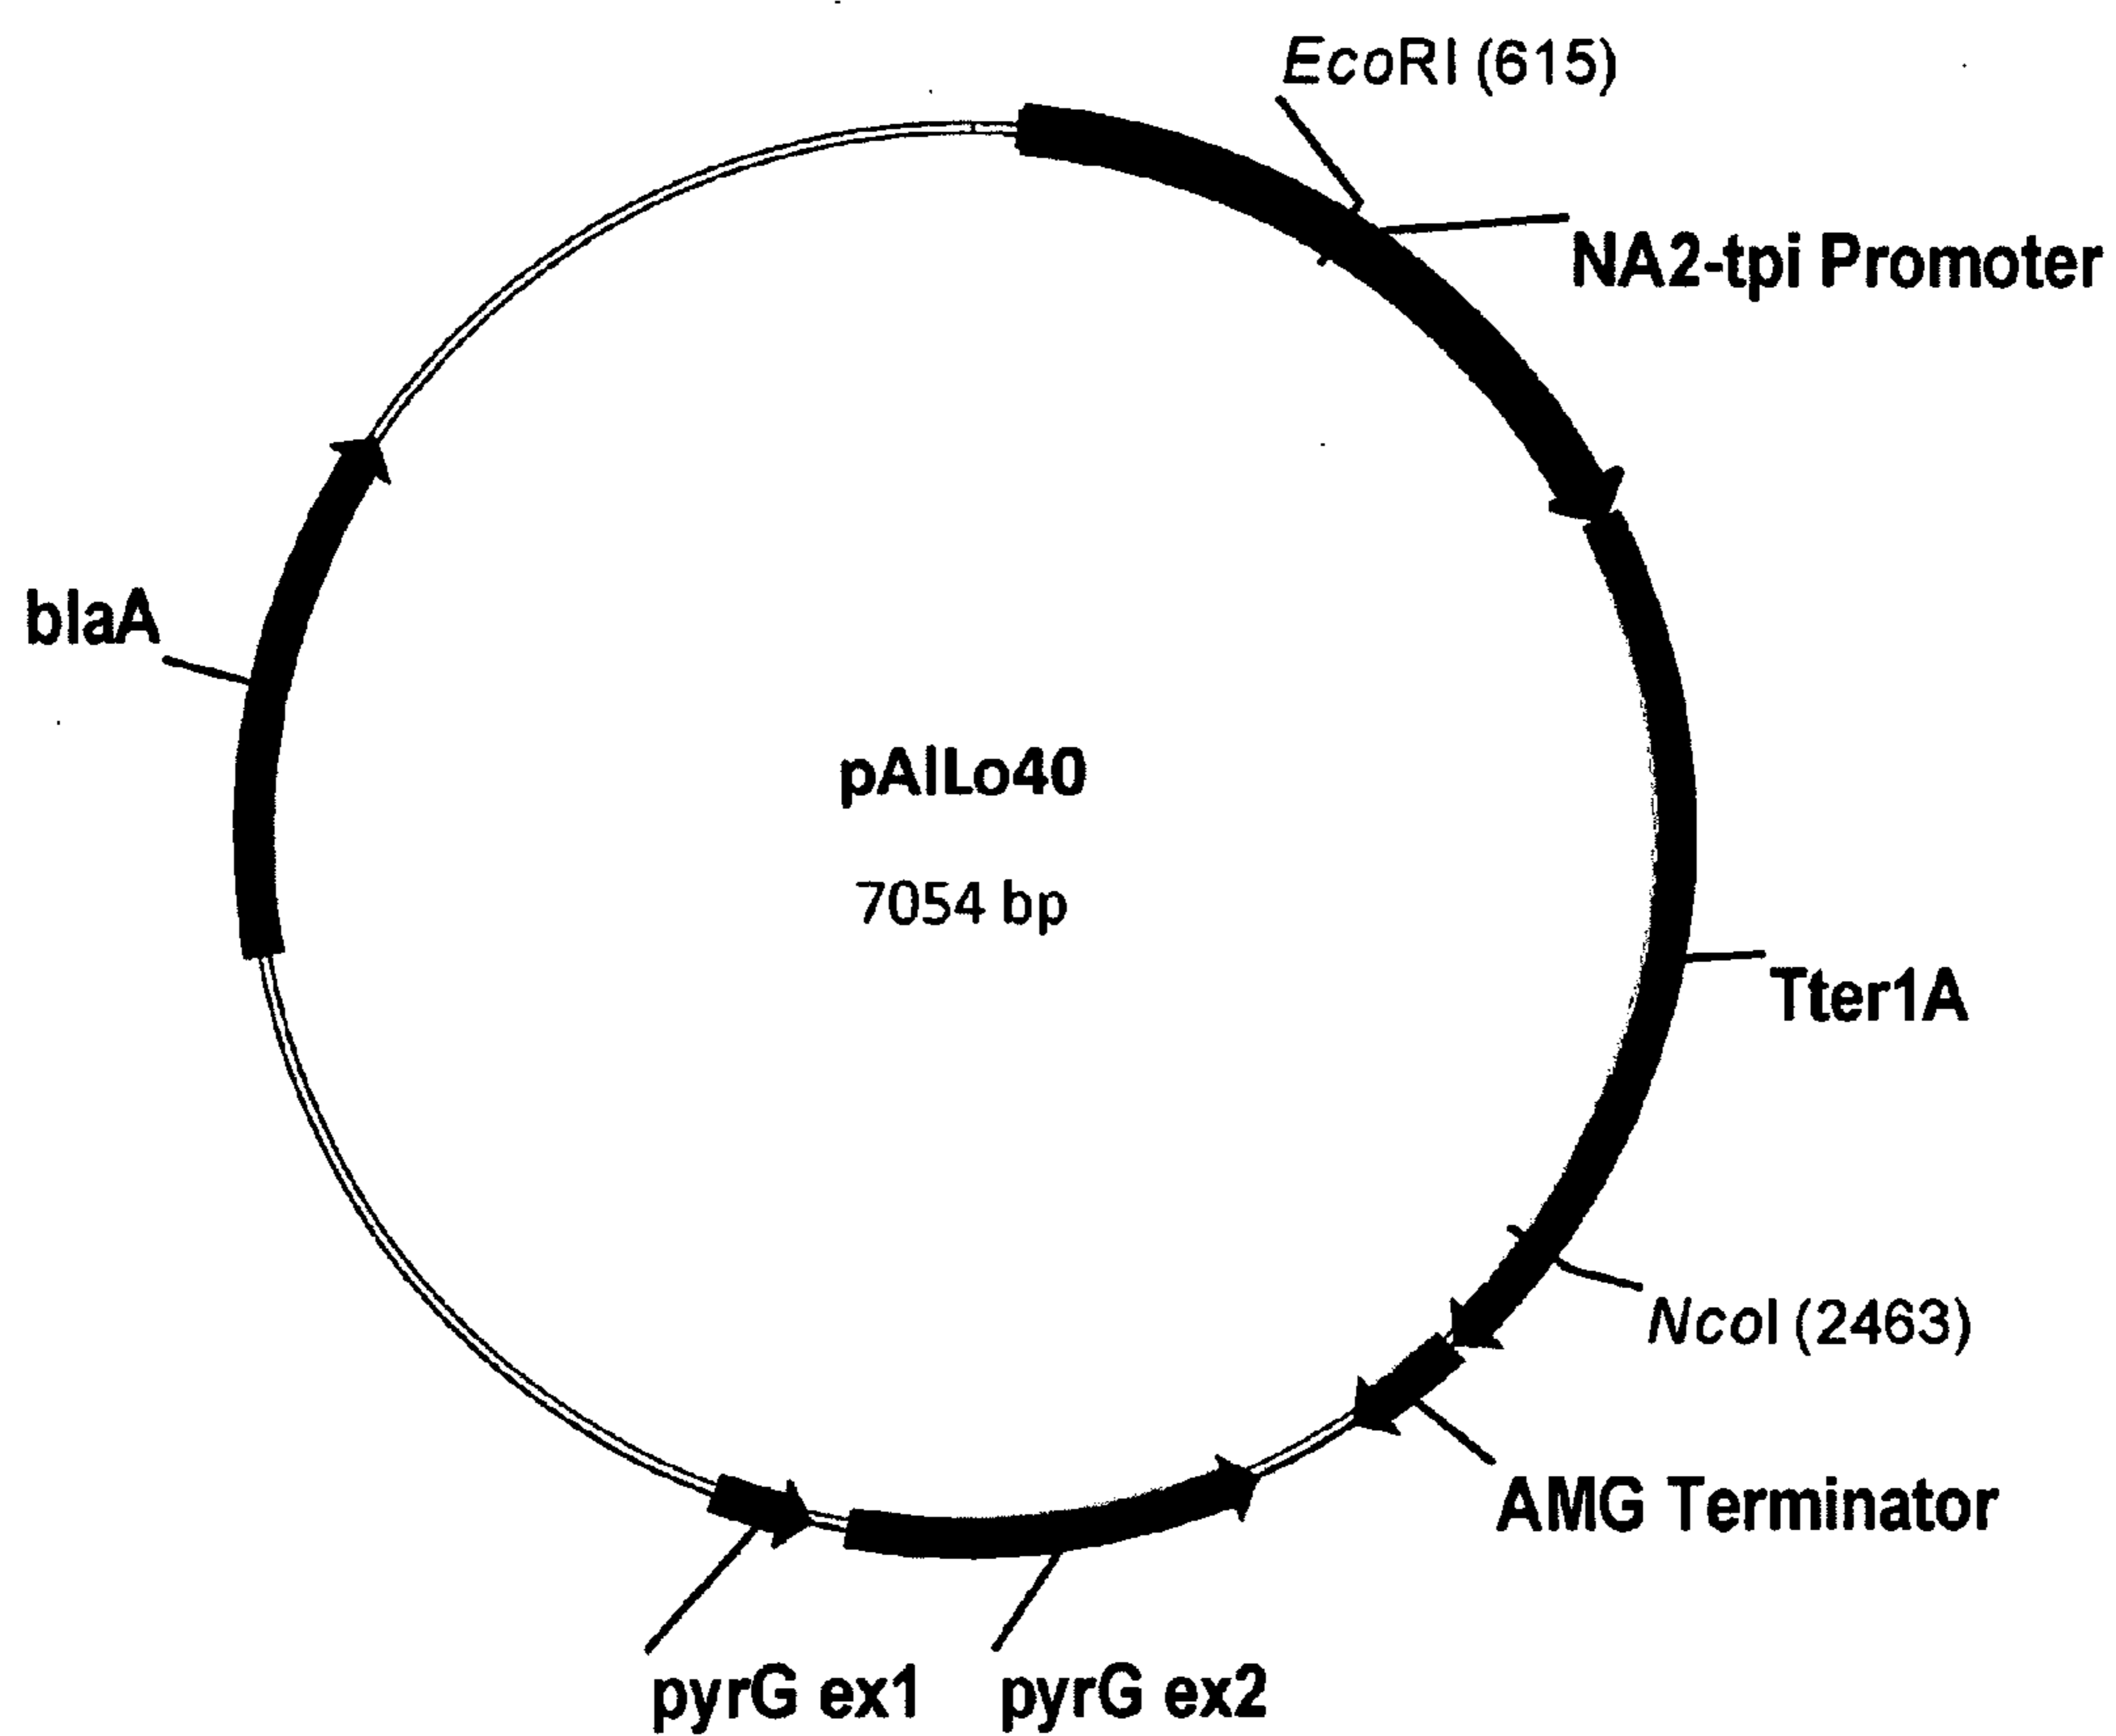 EcoRI (615)
NA2-tpi Promoter
blaA
pAlLo40
7054 bp
Tter1A
NcoI (2463)
AMG Terminator
pyrG ex1
pyrG ex2